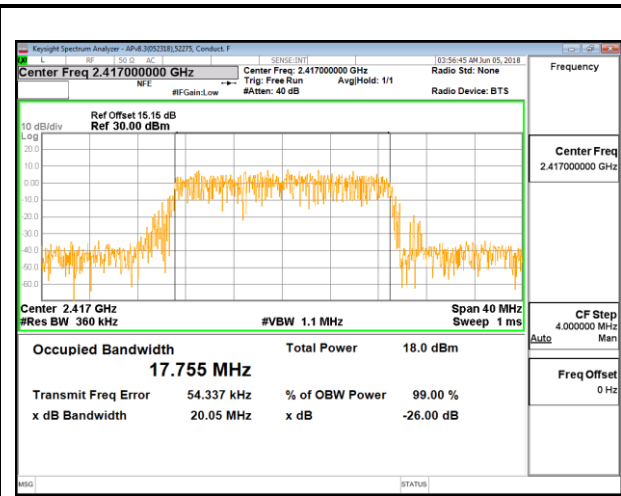 Keysight Spectrum Analyzer - APv8.3(052318),52275, Conduct. F
L RF 50 Ω AC SENSE:INT 03:56:45 AM Jun 05, 2018
Center Freq 2.417000000 GHz
NFE
#IFGain:Low
Center Freq: 2.417000000 GHz
Trig: Free Run Avg|Hold: 1/1
#Atten: 40 dB
Radio Std: None
Radio Device: BTS
Frequency
Ref Offset 15.15 dB
10 dB/div Ref 30.00 dBm
Log
20.0
10.0
0.00
-10.0
-20.0
-30.0
-40.0
-50.0
-60.0
Center 2.417 GHz Span 40 MHz
#Res BW 360 kHz #VBW 1.1 MHz Sweep 1 ms
Center Freq
2.417000000 GHz
CF Step
4.000000 MHz
Auto Man
Freq Offset
0 Hz
Occupied Bandwidth Total Power 18.0 dBm
17.755 MHz
Transmit Freq Error 54.337 kHz % of OBW Power 99.00 %
x dB Bandwidth 20.05 MHz x dB -26.00 dB
MSG STATUS